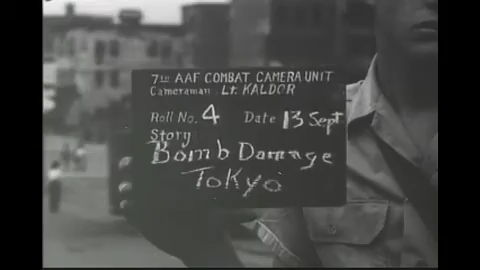 7TH AAF COMBAT CAMERA UNIT
Cameraman Lt. KALDOR
Roll No. 4 Date 13 Sept
Story
Bomb Damage
Tokyo